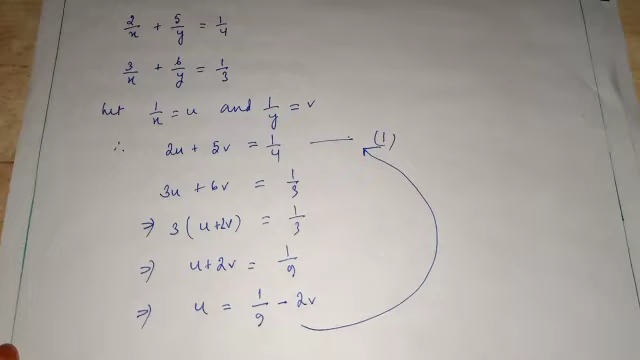 2/x + 5/y = 1/4
3/x + 6/y = 1/3
Let 1/x = u and 1/y = v
∴ 2u + 5v = 1/4 —— (1)
3u + 6v = 1/3
⇒ 3(u+2v) = 1/3
⇒ u+2v = 1/9
⇒ u = 1/9 - 2v